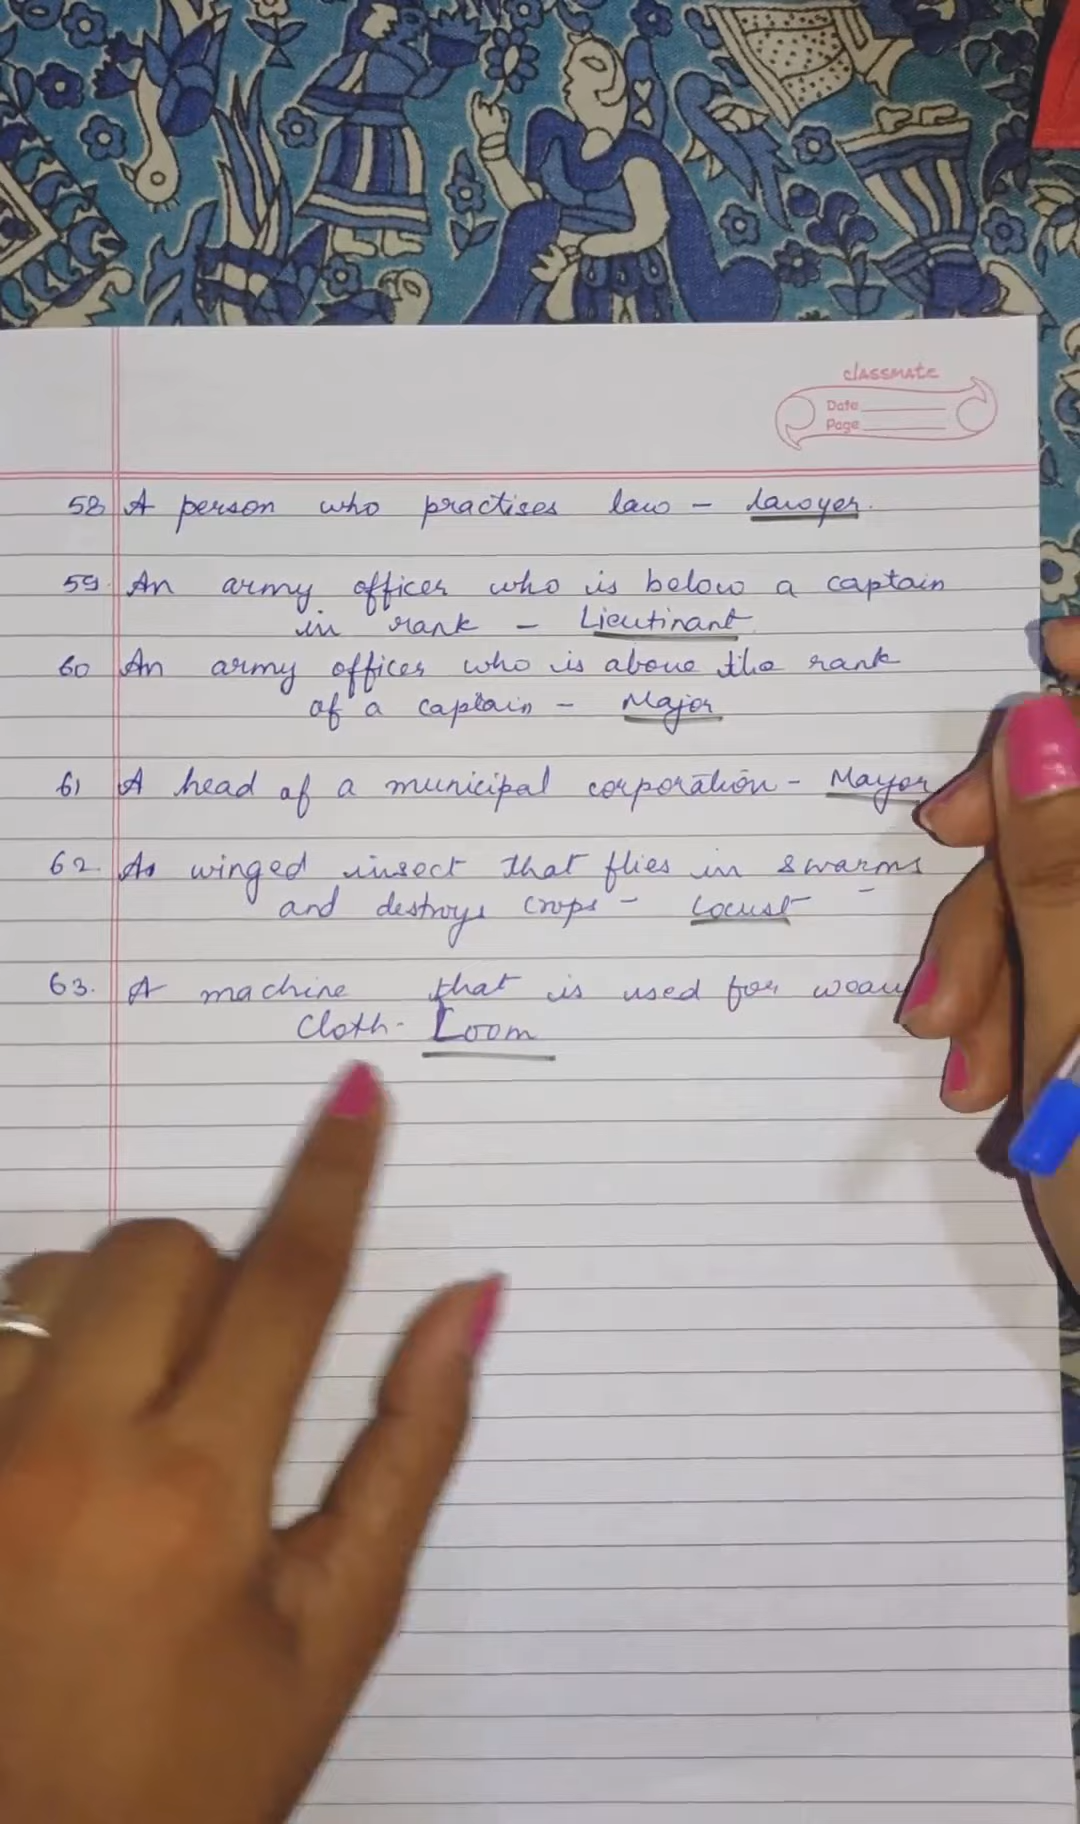 classmate
Date
Page
58 A person who practises law - Lawyer.
59. An army officer who is below a captain
in rank - Lieutinant
60 An army officer who is above the rank
of a captain - Major
61 A head of a municipal corporation - Mayor
62. A winged insect that flies in swarms
and destroys crops - Locust
63. A machine that is used for
Cloth - Loom